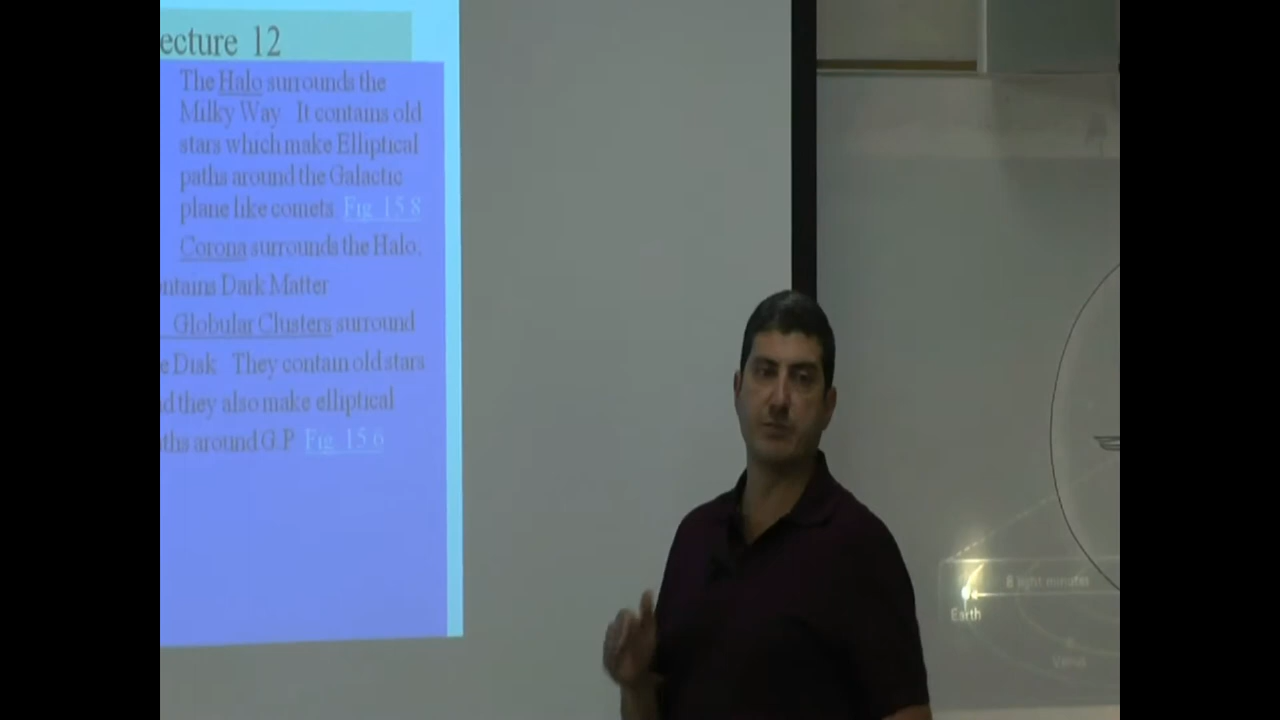 ecture 12
The Halo surrounds the
Milky Way It contains old
stars which make Elliptical
paths around the Galactic
plane like comets Fig 15.8
Corona surrounds the Halo,
ntains Dark Matter
Globular Clusters surround
e Disk They contain old stars
d they also make elliptical
ths around G.P Fig 15.6
8 light minutes
Earth
Venus